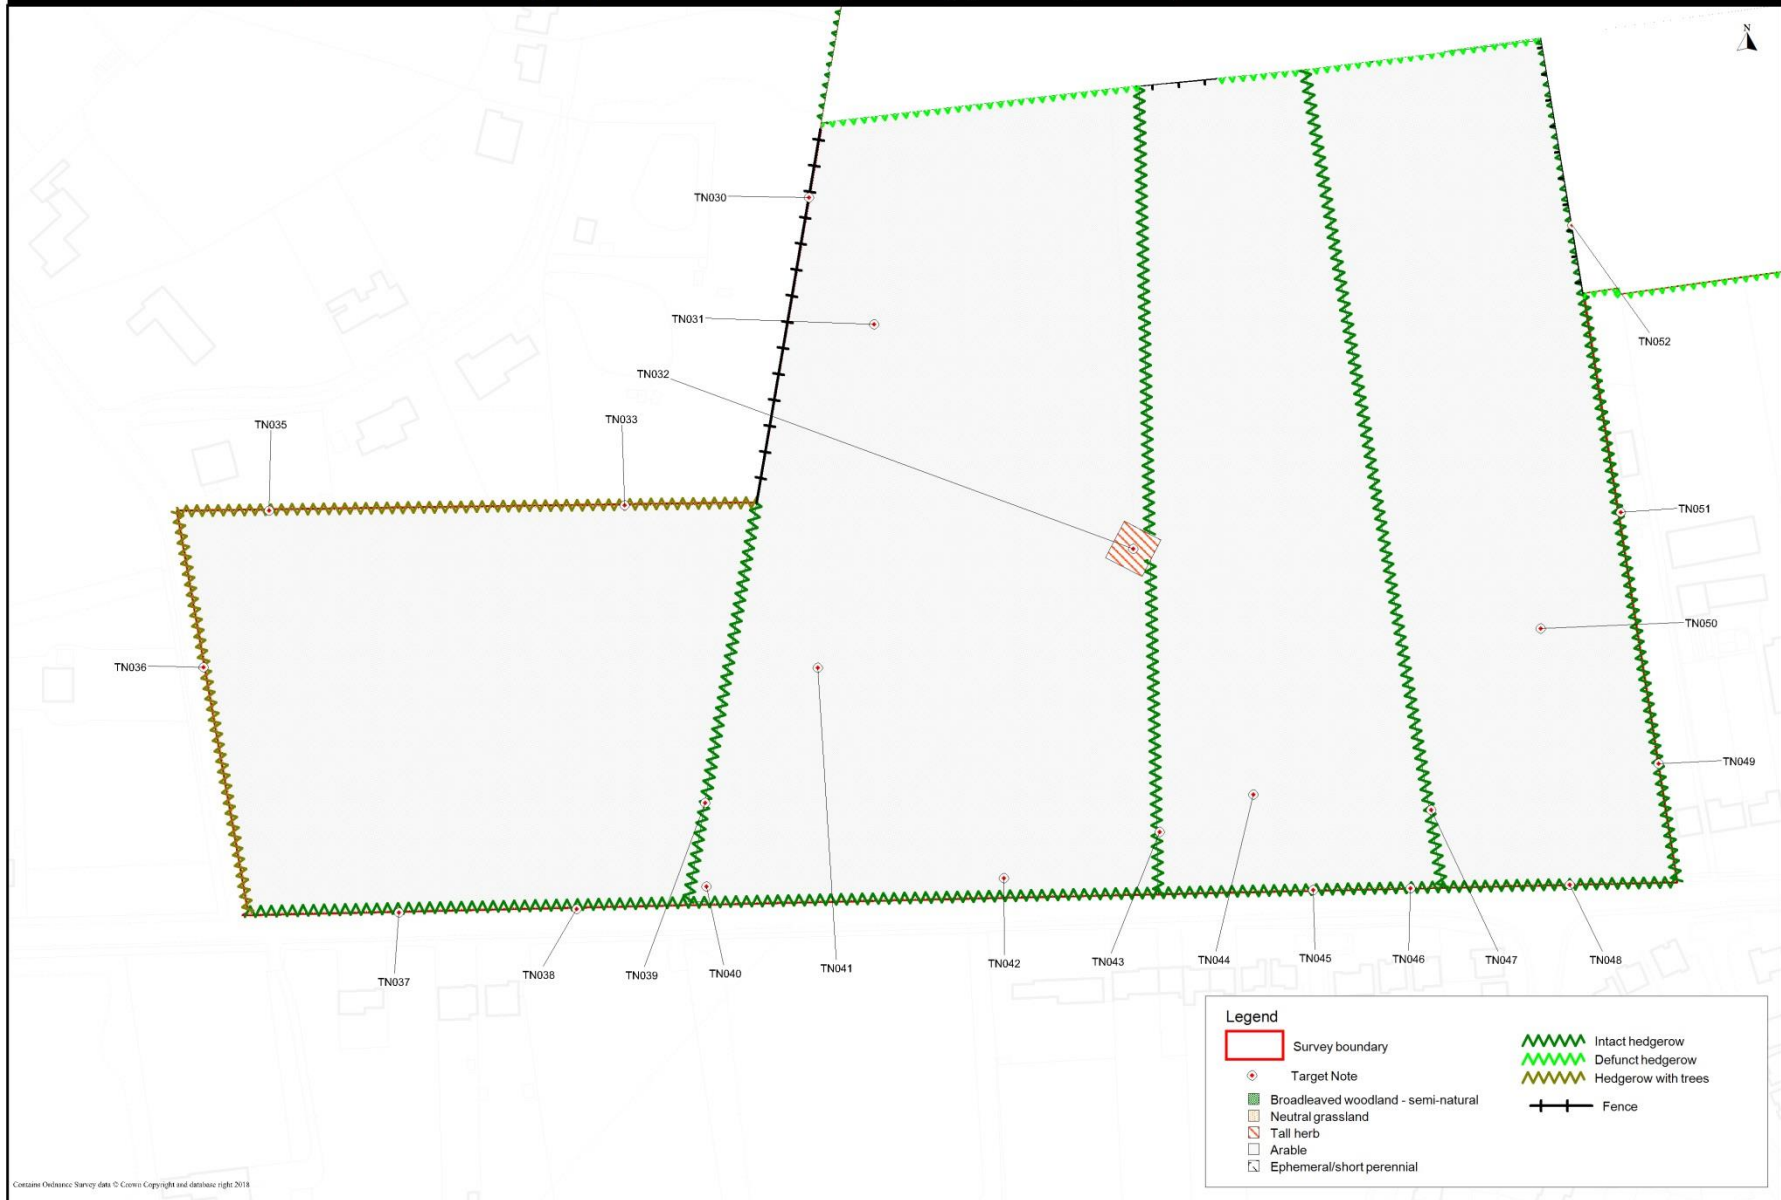 N
TN030
TN031
TN032
TN052
TN035
TN033
TN051
TN050
TN036
TN049
TN037
TN038
TN039
TN040
TN041
TN042
TN043
TN044
TN045
TN046
TN047
TN048
Legend
Survey boundary
Target Note
Broadleaved woodland - semi-natural
Neutral grassland
Tall herb
Arable
Ephemeral/short perennial
Intact hedgerow
Defunct hedgerow
Hedgerow with trees
Fence
Contains Ordnance Survey data © Crown Copyright and database right 2018